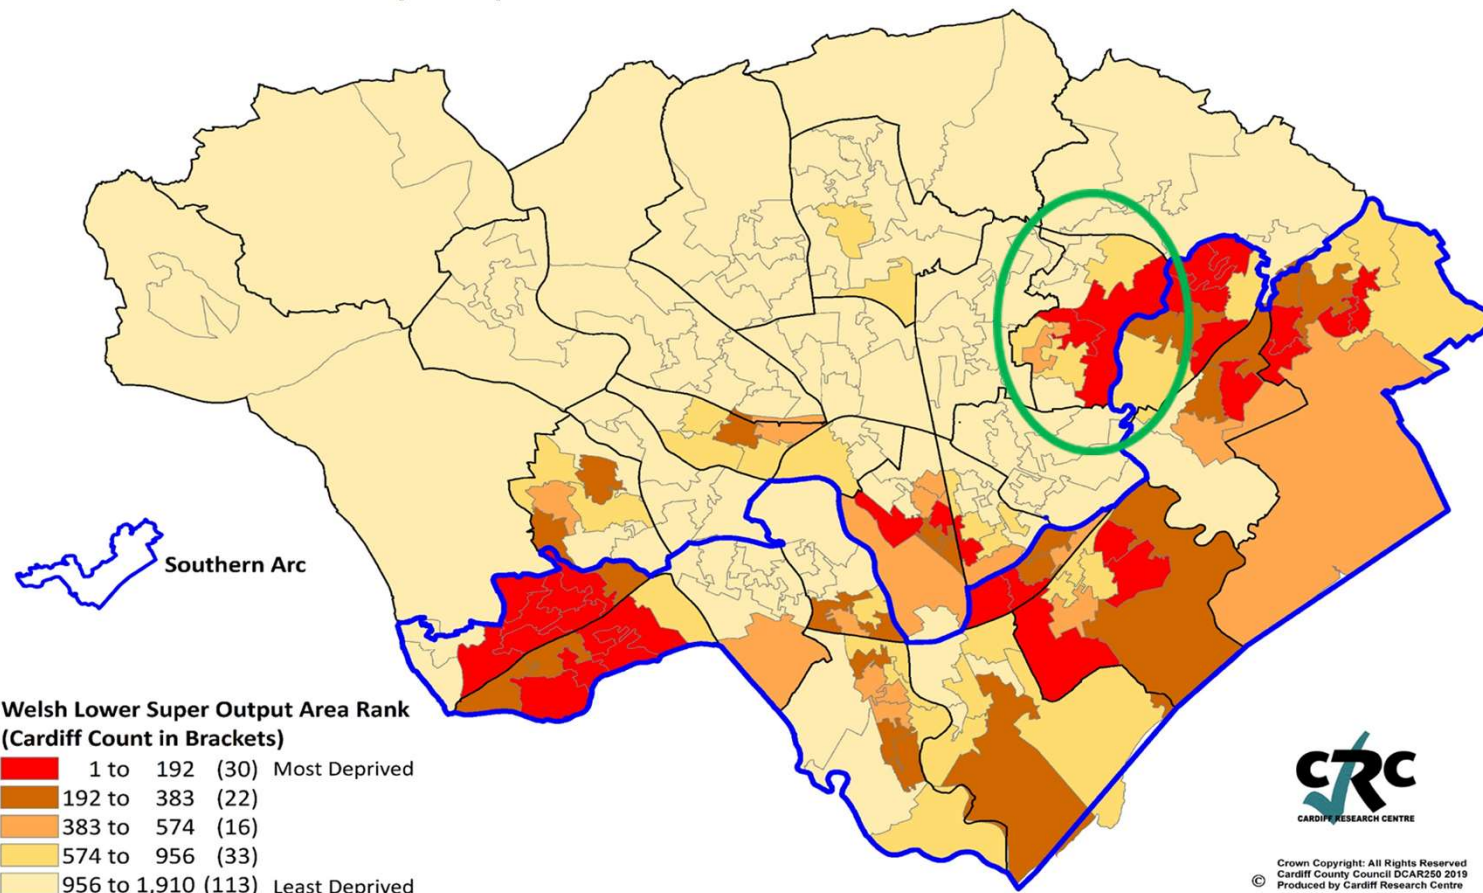 Southern Arc
Welsh Lower Super Output Area Rank
(Cardiff Count in Brackets)
1 to 192 (30) Most Deprived
192 to 383 (22)
383 to 574 (16)
574 to 956 (33)
956 to 1,910 (113) Least Deprived
CRC
CARDIFF RESEARCH CENTRE
Crown Copyright: All Rights Reserved
Cardiff County Council DCAR250 2019
© Produced by Cardiff Research Centre